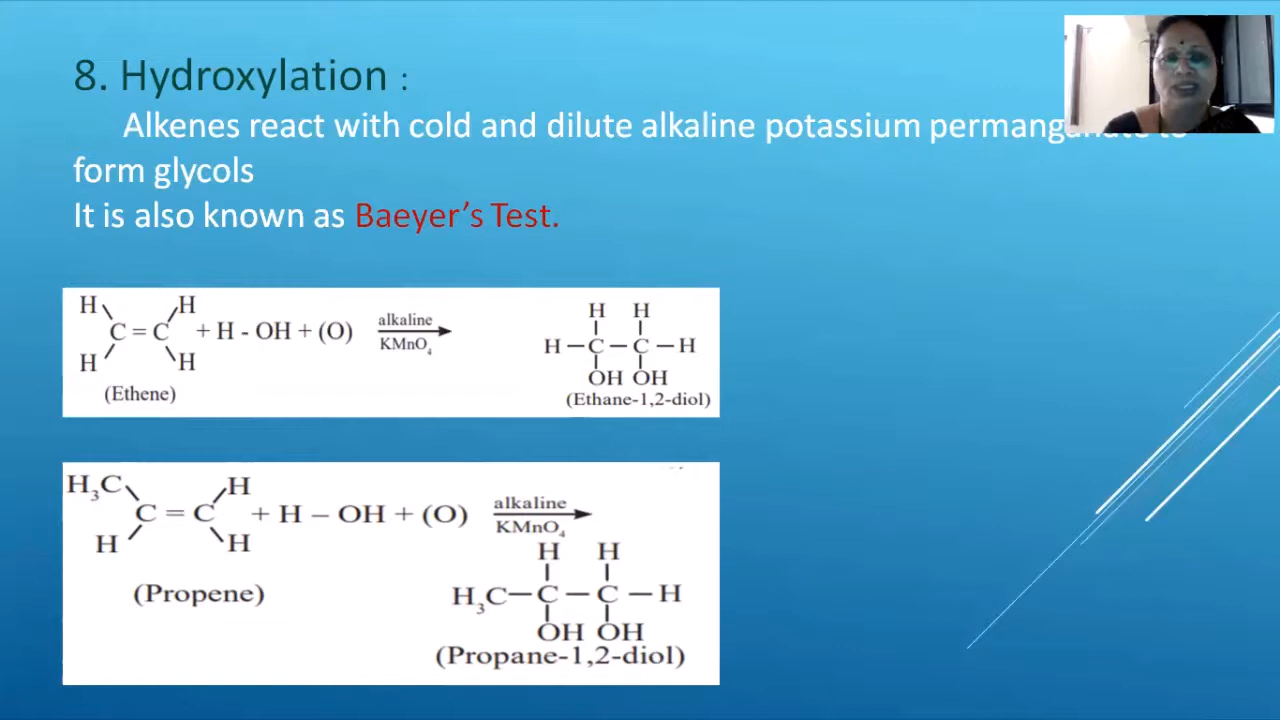 8. Hydroxylation :
Alkenes react with cold and dilute alkaline potassium permanganate to
form glycols
It is also known as Baeyer's Test.
H H
C = C + H - OH + (O) alkaline
KMnO4
H H
(Ethene)
H H
H – C – C – H
OH OH
(Ethane-1,2-diol)
H3C H
C = C + H – OH + (O) alkaline
KMnO4
H H
(Propene)
H H
H3C – C – C – H
OH OH
(Propane-1,2-diol)